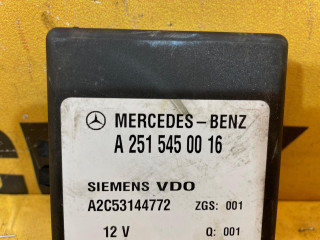 MERCEDES-BENZ
A 251 545 00 16
SIEMENS VDO
A2C53144772 ZGS: 001
12 V Q: 001